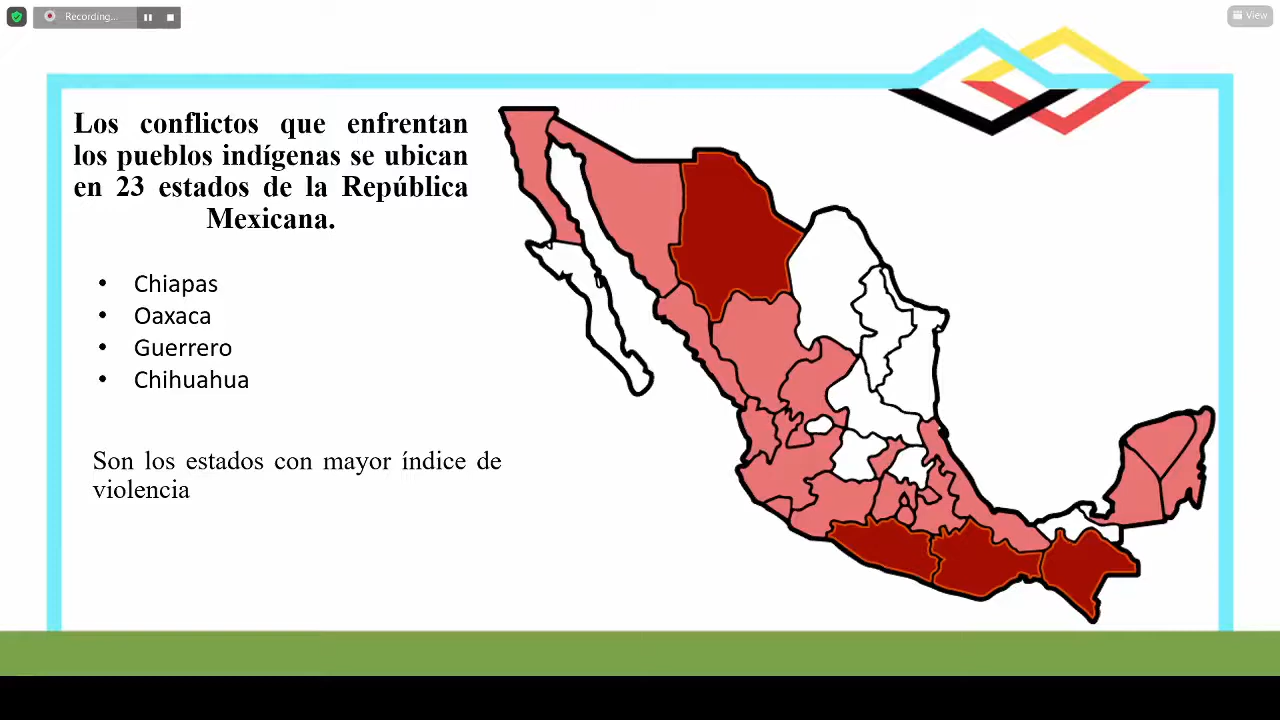 Recording...
View
Los conflictos que enfrentan
los pueblos indígenas se ubican
en 23 estados de la República
Mexicana.
• Chiapas
• Oaxaca
• Guerrero
• Chihuahua
Son los estados con mayor índice de
violencia